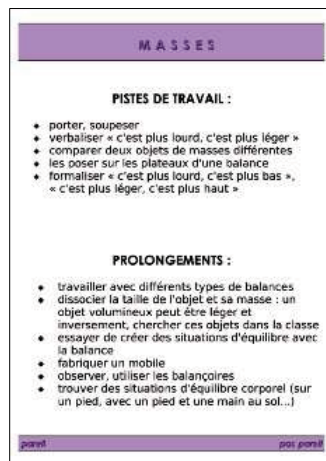 MASSES
PISTES DE TRAVAIL :
◆ porter, soupeser
◆ verbaliser « c'est plus lourd, c'est plus léger »
◆ comparer deux objets de masses différentes
◆ les poser sur les plateaux d'une balance
◆ formaliser « c'est plus lourd, c'est plus bas »,
« c'est plus léger, c'est plus haut »
PROLONGEMENTS :
◆ travailler avec différents types de balances
◆ dissocier la taille de l'objet et sa masse : un
objet volumineux peut être léger et
inversement, chercher ces objets dans la classe
◆ essayer de créer des situations d'équilibre avec
la balance
◆ fabriquer un mobile
◆ observer, utiliser les balançoires
◆ trouver des situations d'équilibre corporel (sur
un pied, avec un pied et une main au sol...)
pareil pas pareil